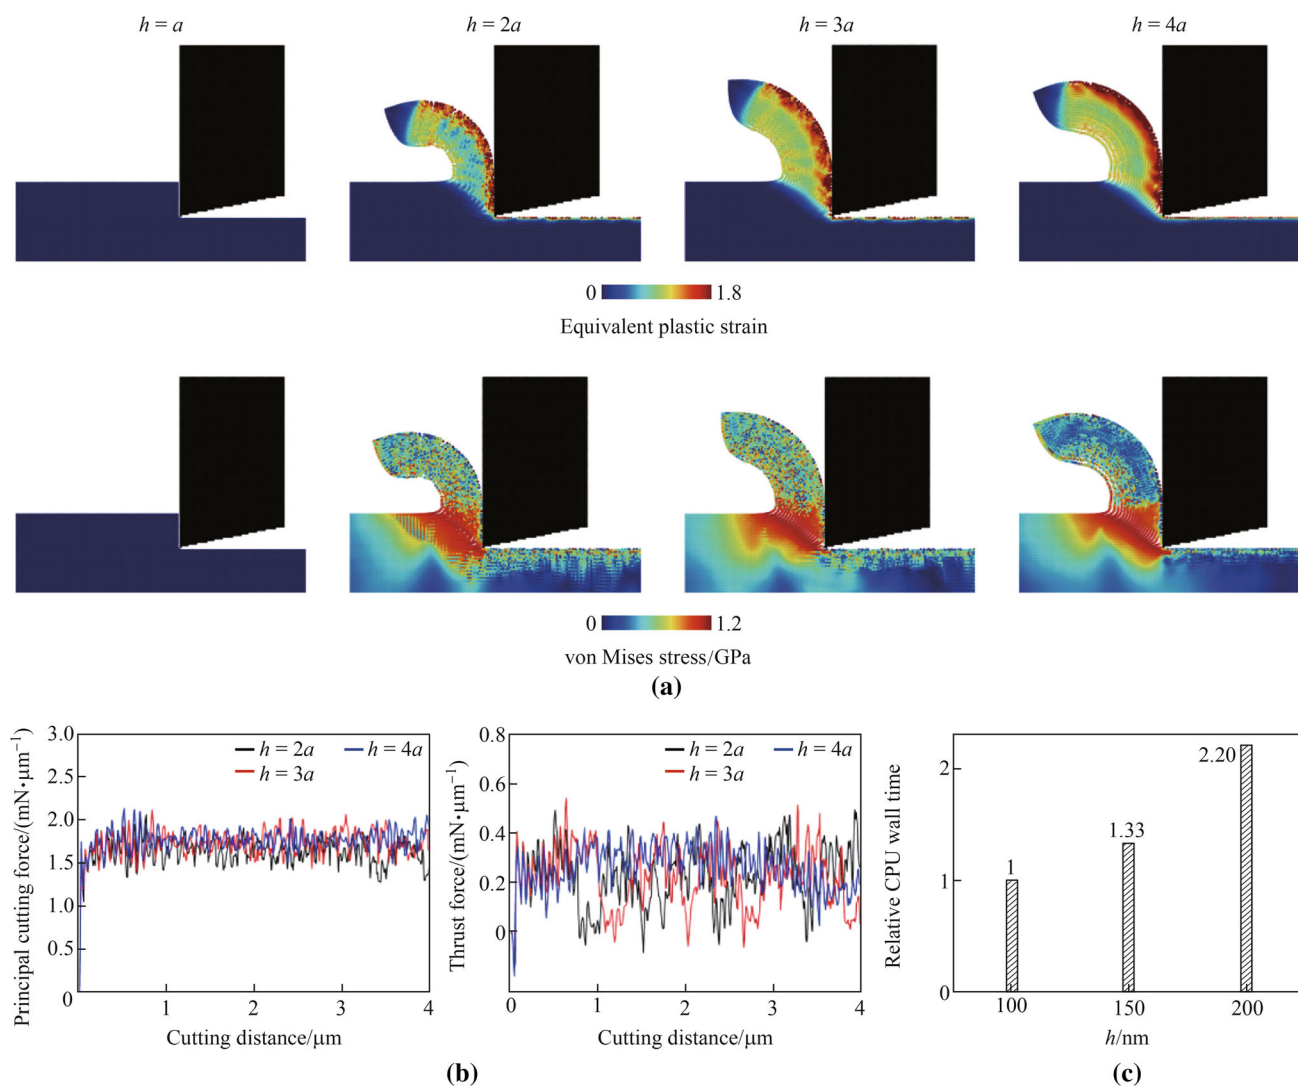 h = a
h = 2a
h = 3a
h = 4a
0 1.8
Equivalent plastic strain
0 1.2
von Mises stress/GPa
(a)
Principal cutting force/(mN•μm⁻¹)
3.0
2.5
2.0
1.5
1.0
0.5
0
h = 2a
h = 4a
h = 3a
1 2 3 4
Cutting distance/μm
Thrust force/(mN•μm⁻¹)
0.8
0.6
0.4
0.2
0
h = 2a
h = 4a
h = 3a
0 1 2 3 4
Cutting distance/μm
(b)
Relative CPU wall time
2
1
0
1
1.33
2.20
100 150 200
h/nm
(c)